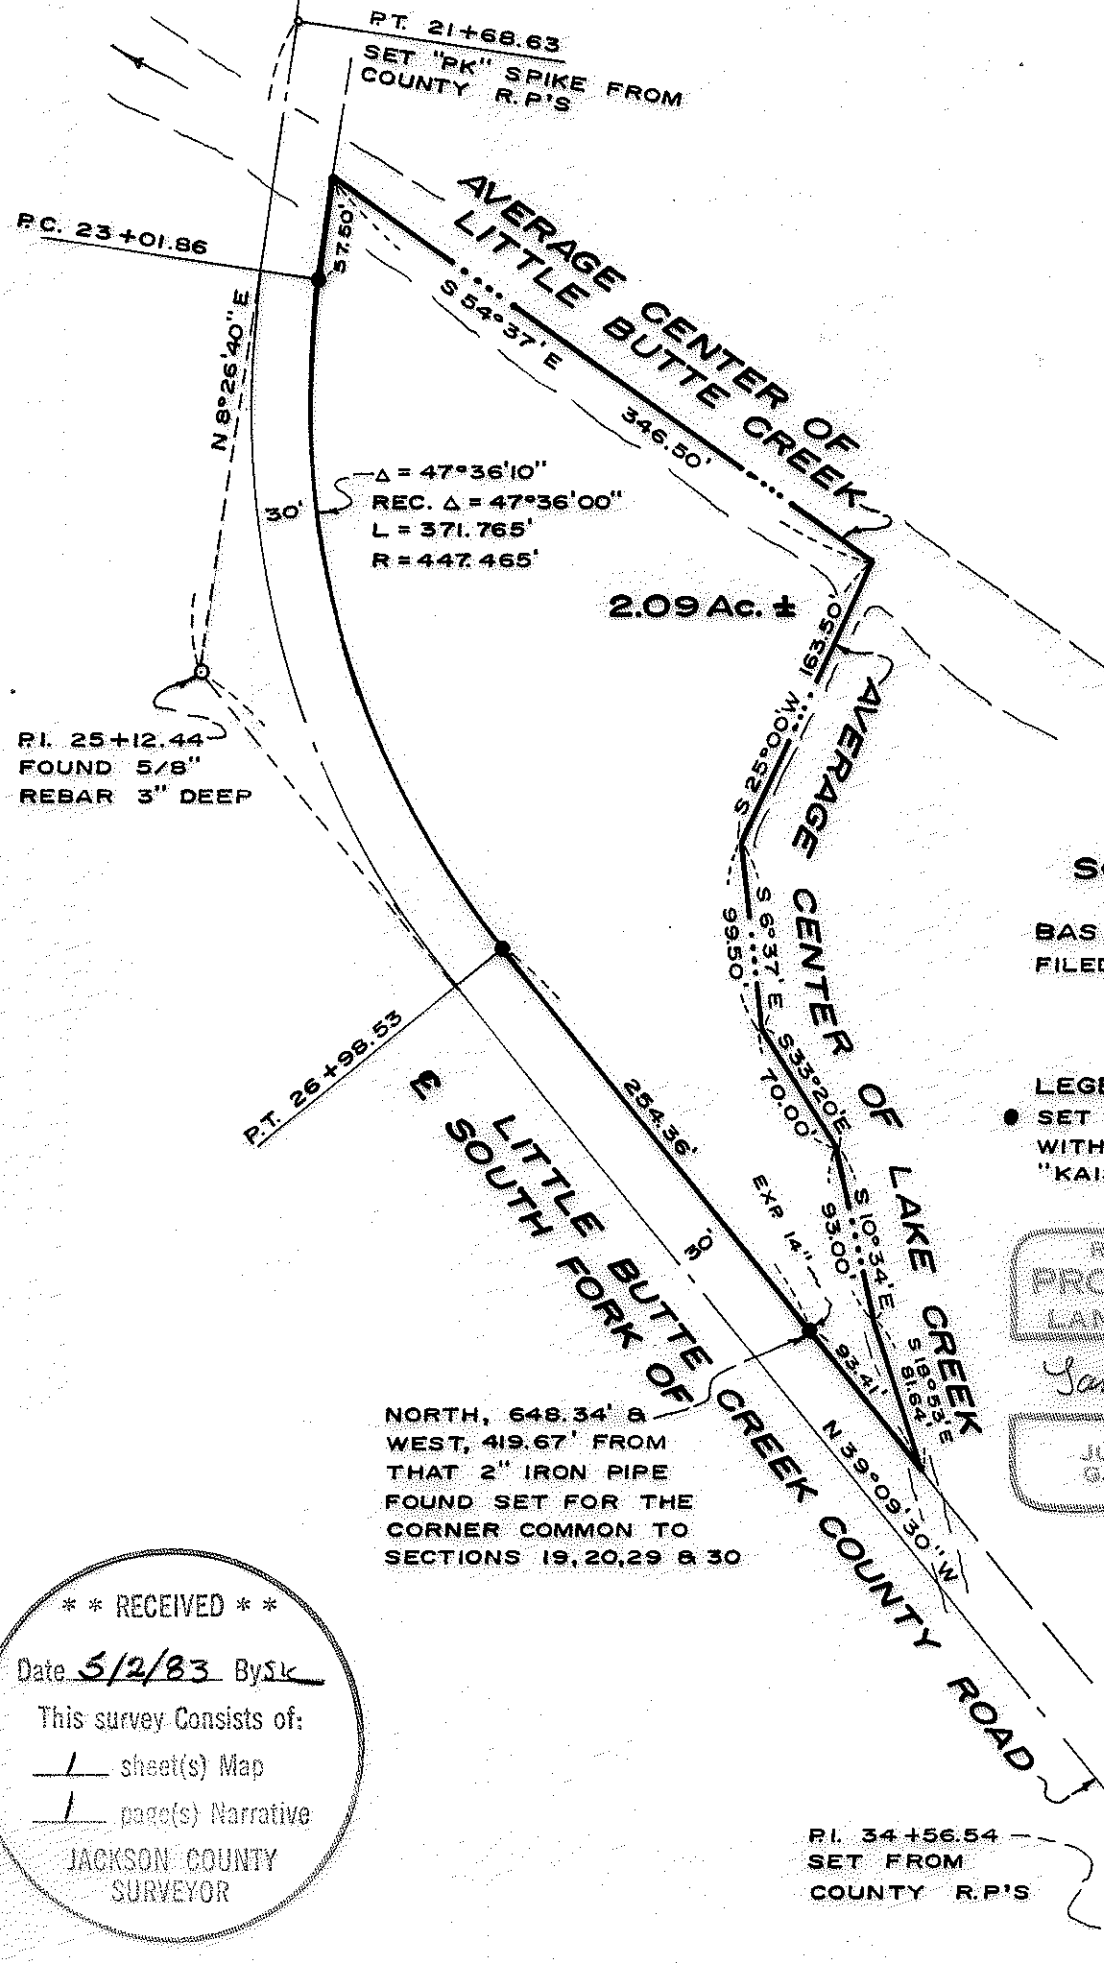 P.T. 21+68.63
SET "PK" SPIKE FROM
COUNTY R.P'S
P.C. 23+01.86
57.50'
AVERAGE CENTER OF
LITTLE BUTTE CREEK
S 54°37' E
346.50'
N 8°26'40" E
30'
Δ = 47°36'10"
REC. Δ = 47°36'00"
L = 371.765'
R = 447.465'
2.09 Ac. ±
163.50'
S 25°00' W
AVERAGE CENTER OF LAKE CREEK
P.I. 25+12.44
FOUND 5/8"
REBAR 3" DEEP
S 6°37' E
99.50'
BAS
FILED
P.T. 26+98.53
S 33°20' E
70.00'
254.36'
LEGE
SET
WITH
"KAI
EXP. 14"
S 10°34' E
93.00'
30'
℄ LITTLE BUTTE CREEK COUNTY ROAD
SOUTH FORK OF
PRO
LAN
S 18°53' E
81.64'
93.41'
NORTH, 648.34' &
WEST, 419.67' FROM
THAT 2" IRON PIPE
FOUND SET FOR THE
CORNER COMMON TO
SECTIONS 19,20,29 & 30
N 39°09'30" W
* * RECEIVED * *
Date 5/2/83 By SK
This survey Consists of:
1 sheet(s) Map
1 page(s) Narrative
JACKSON COUNTY
SURVEYOR
P.I. 34+56.54
SET FROM
COUNTY R.P'S